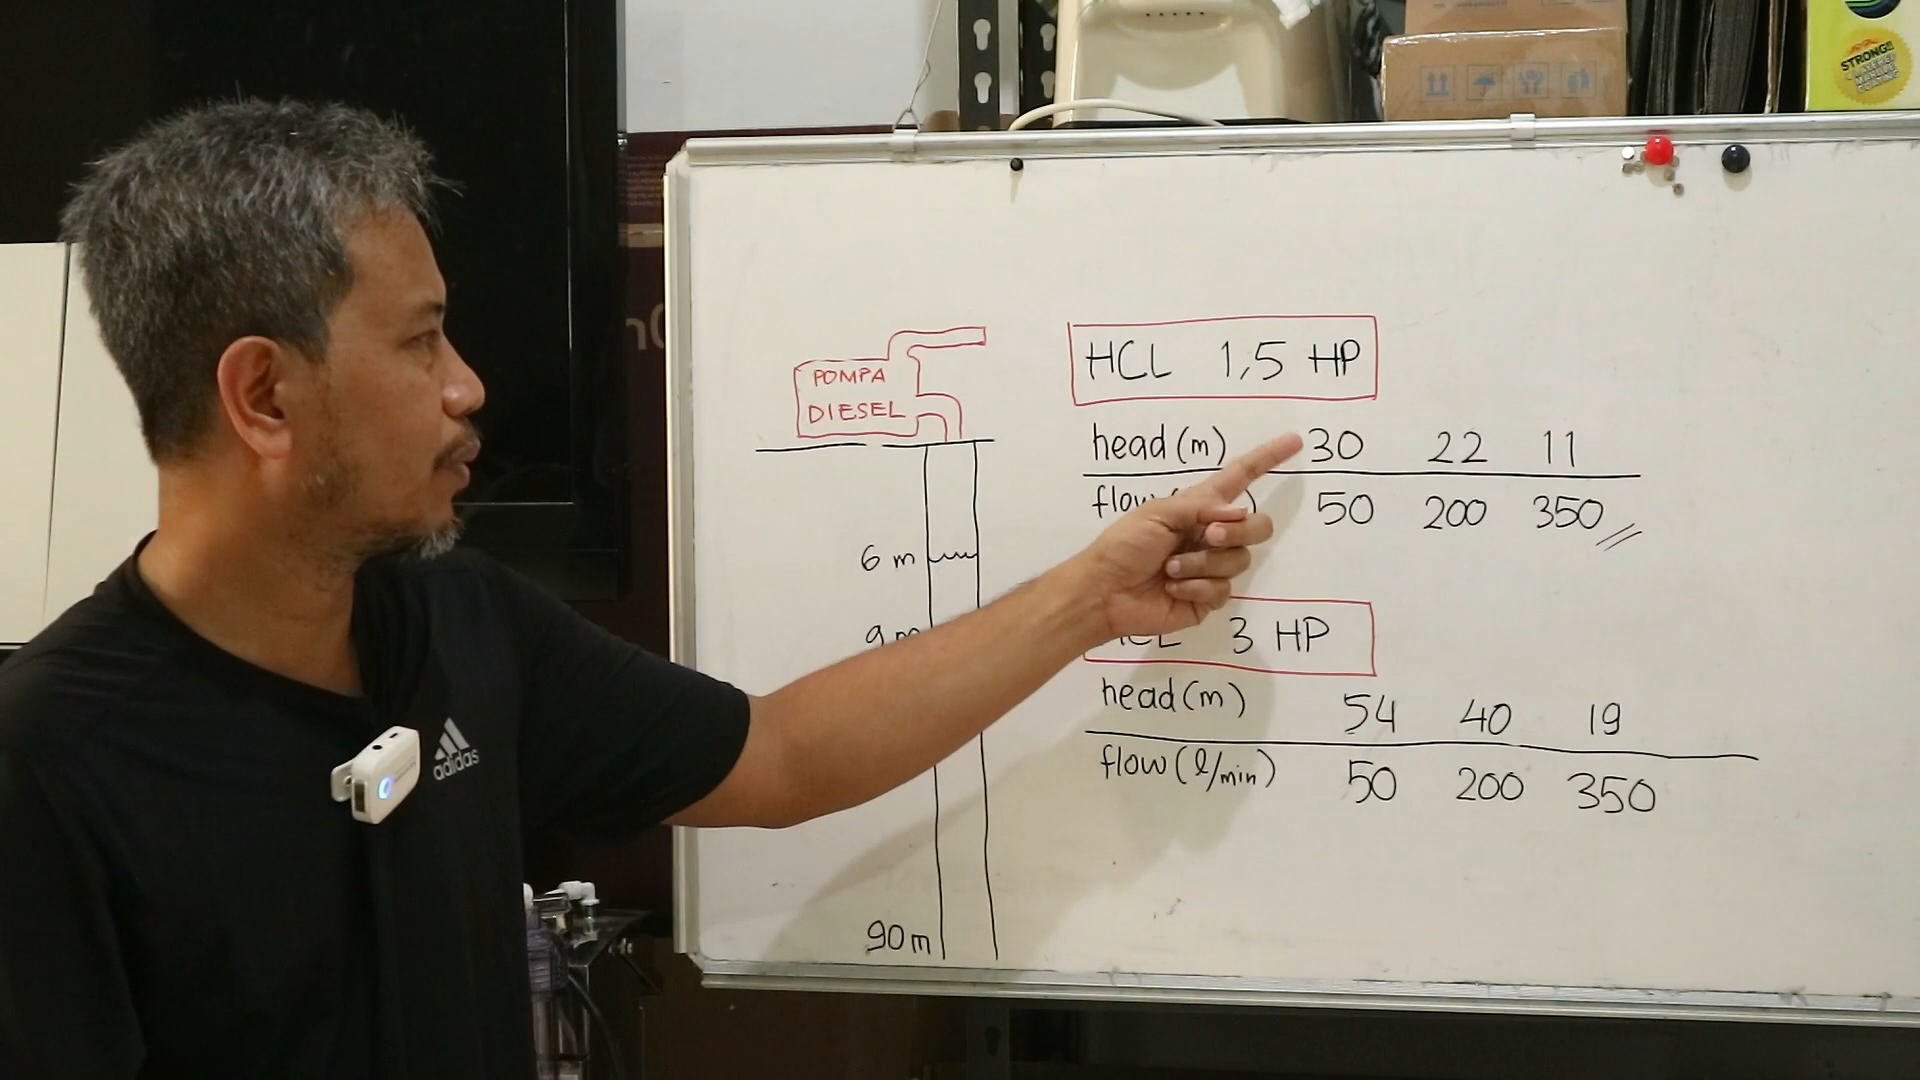 POMPA
DIESEL
6 m
90 m
HCL 1,5 HP
head (m) 30 22 11
50 200 350
3 HP
head (m) 54 40 19
flow (l/min) 50 200 350
adidas
STRONG!!